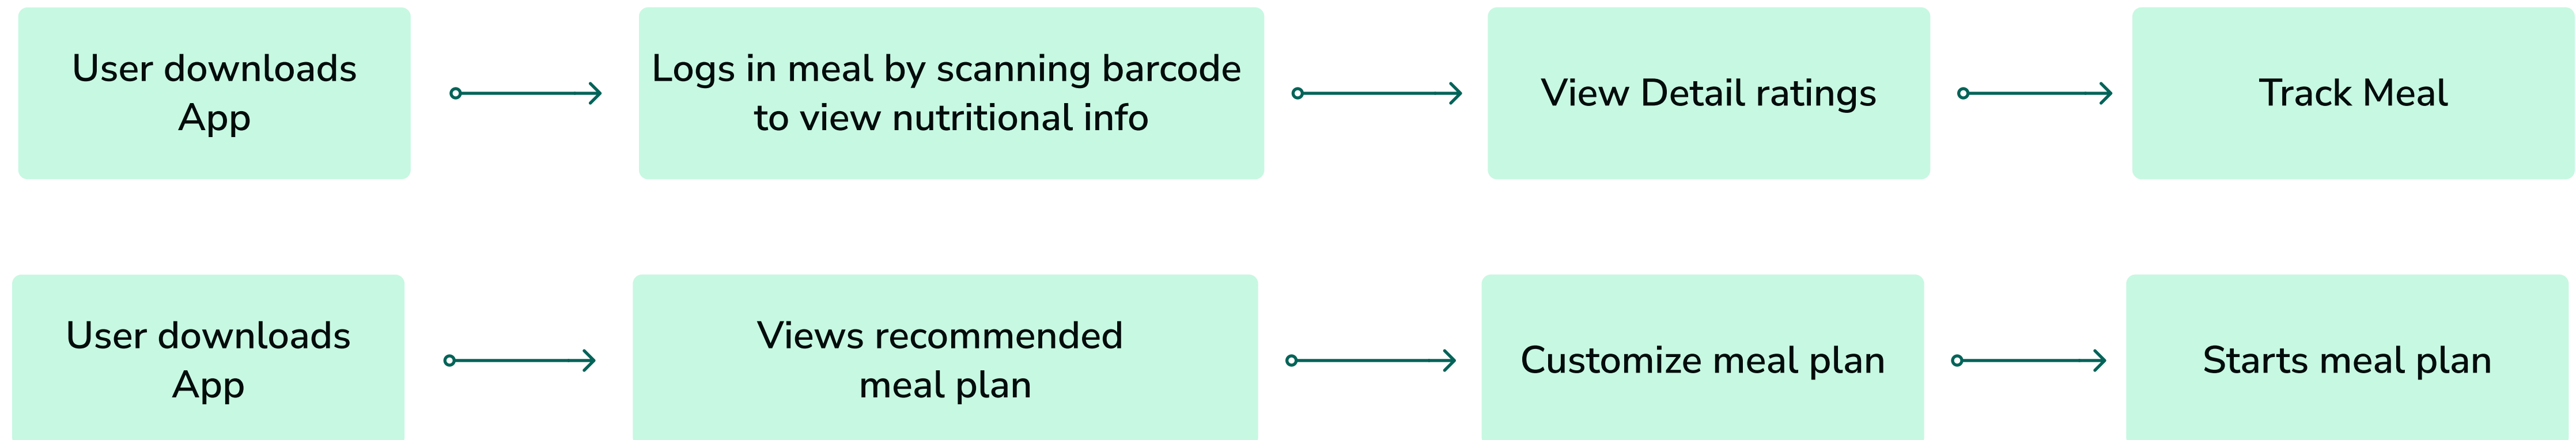 User downloads
App
Logs in meal by scanning barcode
to view nutritional info
View Detail ratings
Track Meal
User downloads
App
Views recommended
meal plan
Customize meal plan
Starts meal plan